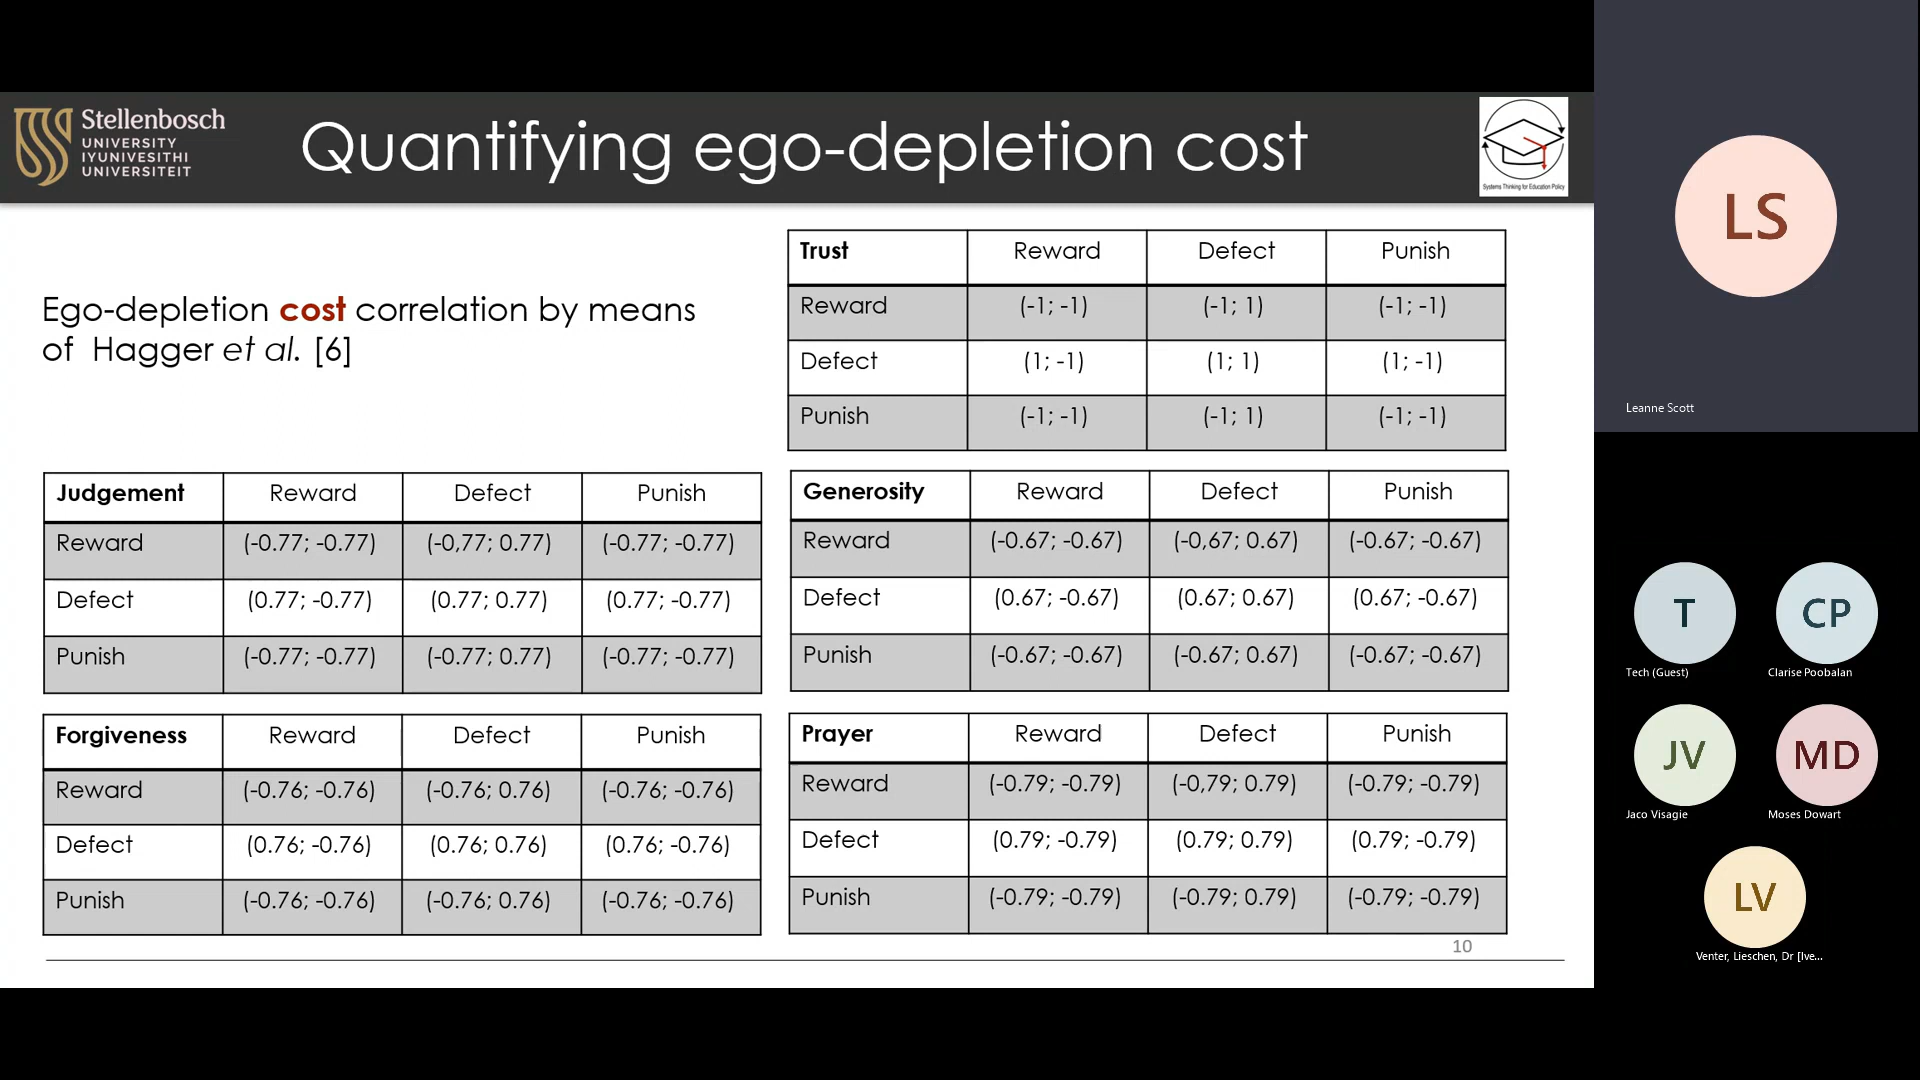 Stellenbosch
UNIVERSITY
IYUNIVESITHI
UNIVERSITEIT
Quantifying ego-depletion cost
Systems Thinking for Education Policy
Ego-depletion cost correlation by means
of Hagger et al. [6]
Trust Reward Defect Punish
Reward (-1; -1) (-1; 1) (-1; -1)
Defect (1; -1) (1; 1) (1; -1)
Punish (-1; -1) (-1; 1) (-1; -1)
Judgement Reward Defect Punish
Reward (-0.77; -0.77) (-0,77; 0.77) (-0.77; -0.77)
Defect (0.77; -0.77) (0.77; 0.77) (0.77; -0.77)
Punish (-0.77; -0.77) (-0.77; 0.77) (-0.77; -0.77)
Generosity Reward Defect Punish
Reward (-0.67; -0.67) (-0,67; 0.67) (-0.67; -0.67)
Defect (0.67; -0.67) (0.67; 0.67) (0.67; -0.67)
Punish (-0.67; -0.67) (-0.67; 0.67) (-0.67; -0.67)
Forgiveness Reward Defect Punish
Reward (-0.76; -0.76) (-0.76; 0.76) (-0.76; -0.76)
Defect (0.76; -0.76) (0.76; 0.76) (0.76; -0.76)
Punish (-0.76; -0.76) (-0.76; 0.76) (-0.76; -0.76)
Prayer Reward Defect Punish
Reward (-0.79; -0.79) (-0,79; 0.79) (-0.79; -0.79)
Defect (0.79; -0.79) (0.79; 0.79) (0.79; -0.79)
Punish (-0.79; -0.79) (-0.79; 0.79) (-0.79; -0.79)
10
LS
Leanne Scott
T
Tech (Guest)
CP
Clarise Poobalan
JV
Jaco Visagie
MD
Moses Dowart
LV
Venter, Lieschen, Dr [lve...